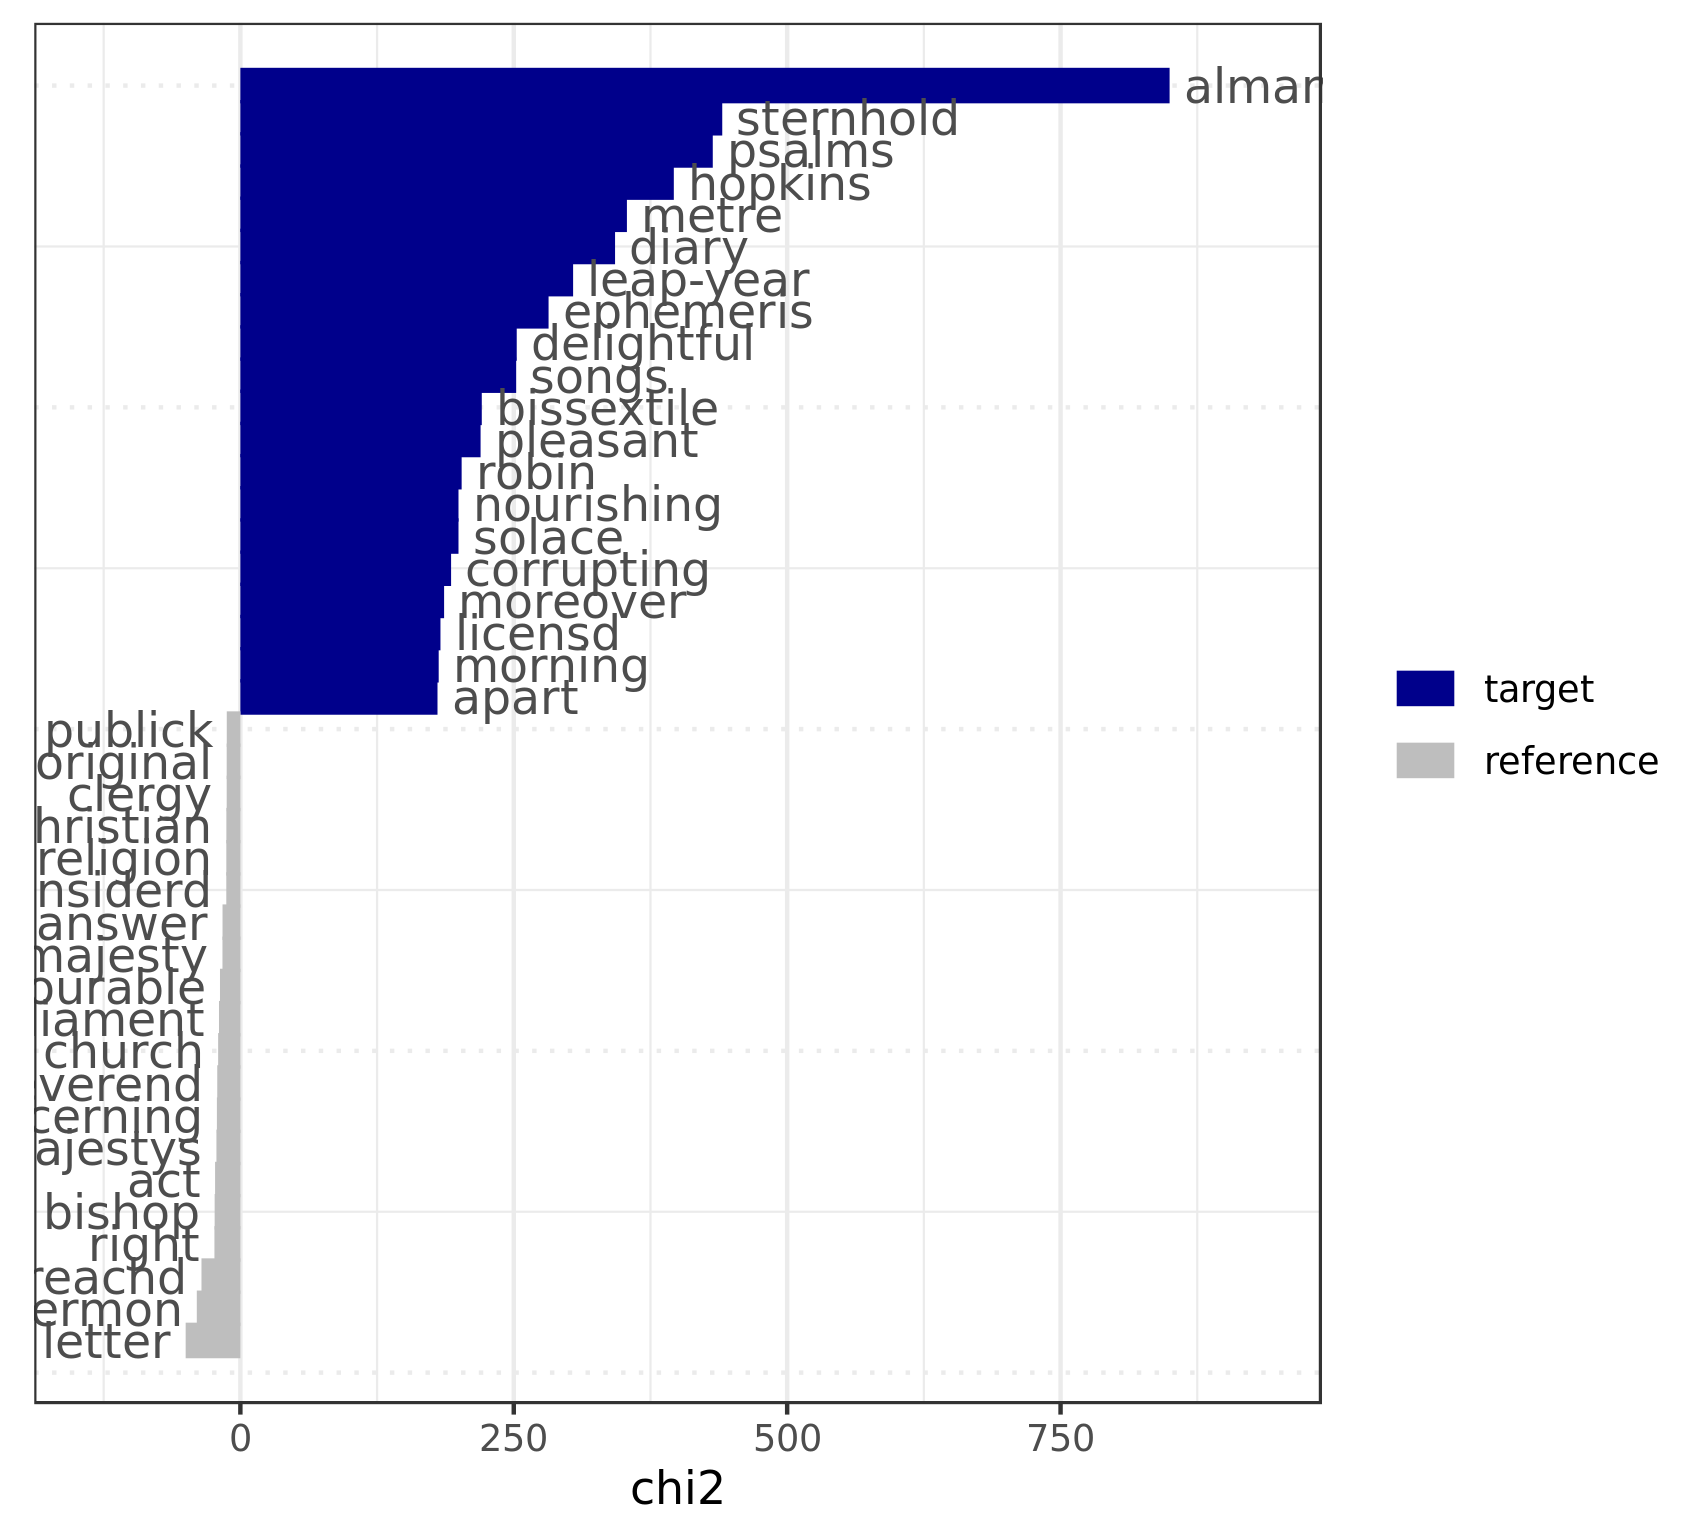 almar
sternhold
psalms
hopkins
metre
diary
leap-year
ephemeris
delightful
songs
bissextile
pleasant
robin
nourishing
solace
corrupting
moreover
licensd
morning
apart
publick
original
clergy
hristian
religion
nsiderd
answer
majesty
ourable
iament
church
verend
cerning
ajestys
act
bishop
right
reachd
ermon
letter
target
reference
0 250 500 750
chi2